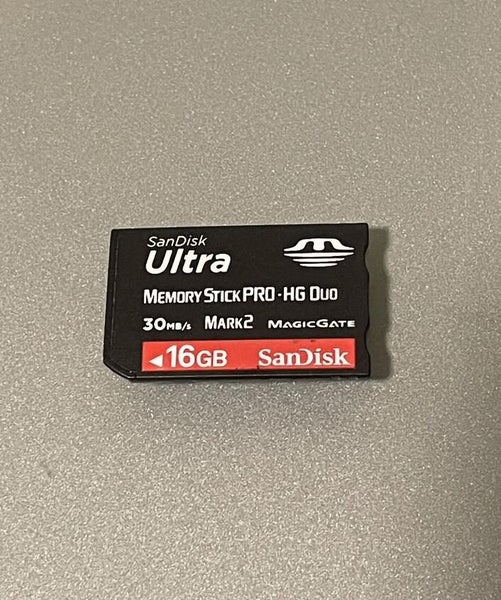 SanDisk
Ultra
MEMORY STICK PRO-HG DUO
30MB/s MARK2 MAGICGATE
◄16GB SanDisk